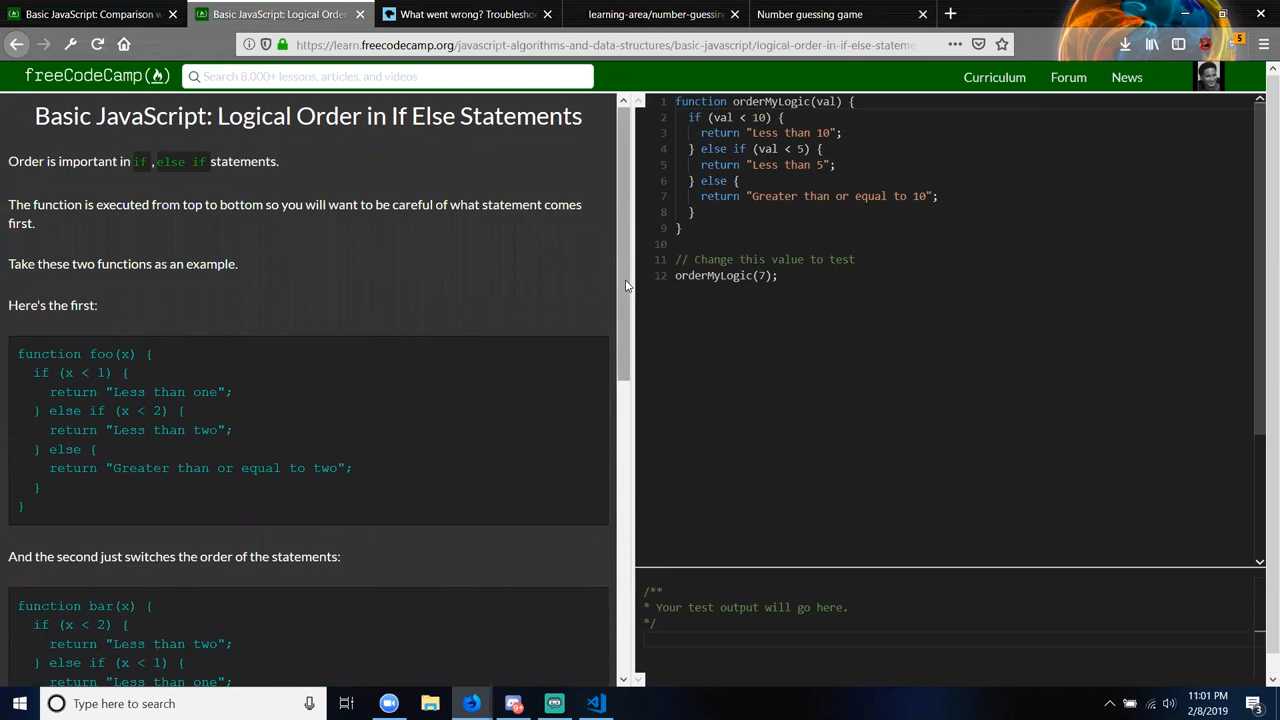 Basic JavaScript: Comparison w
Basic JavaScript: Logical Order
What went wrong? Troublesho
learning-area/number-guessin
Number guessing game
https://learn.freecodecamp.org/javascript-algorithms-and-data-structures/basic-javascript/logical-order-in-if-else-stateme
5
freeCodeCamp
Search 8,000+ lessons, articles, and videos
Curriculum
Forum
News
Basic JavaScript: Logical Order in If Else Statements
Order is important in if , else if statements.
The function is executed from top to bottom so you will want to be careful of what statement comes
first.
Take these two functions as an example.
Here's the first:
function foo(x) {
if (x < 1) {
return "Less than one";
} else if (x < 2) {
return "Less than two";
} else {
return "Greater than or equal to two";
}
}
And the second just switches the order of the statements:
function bar(x) {
if (x < 2) {
return "Less than two";
} else if (x < 1) {
return "Less than one";
1 function orderMyLogic(val) {
2 if (val < 10) {
3 return "Less than 10";
4 } else if (val < 5) {
5 return "Less than 5";
6 } else {
7 return "Greater than or equal to 10";
8 }
9 }
10
11 // Change this value to test
12 orderMyLogic(7);
/**
* Your test output will go here.
*/
Type here to search
11:01 PM
2/8/2019
3